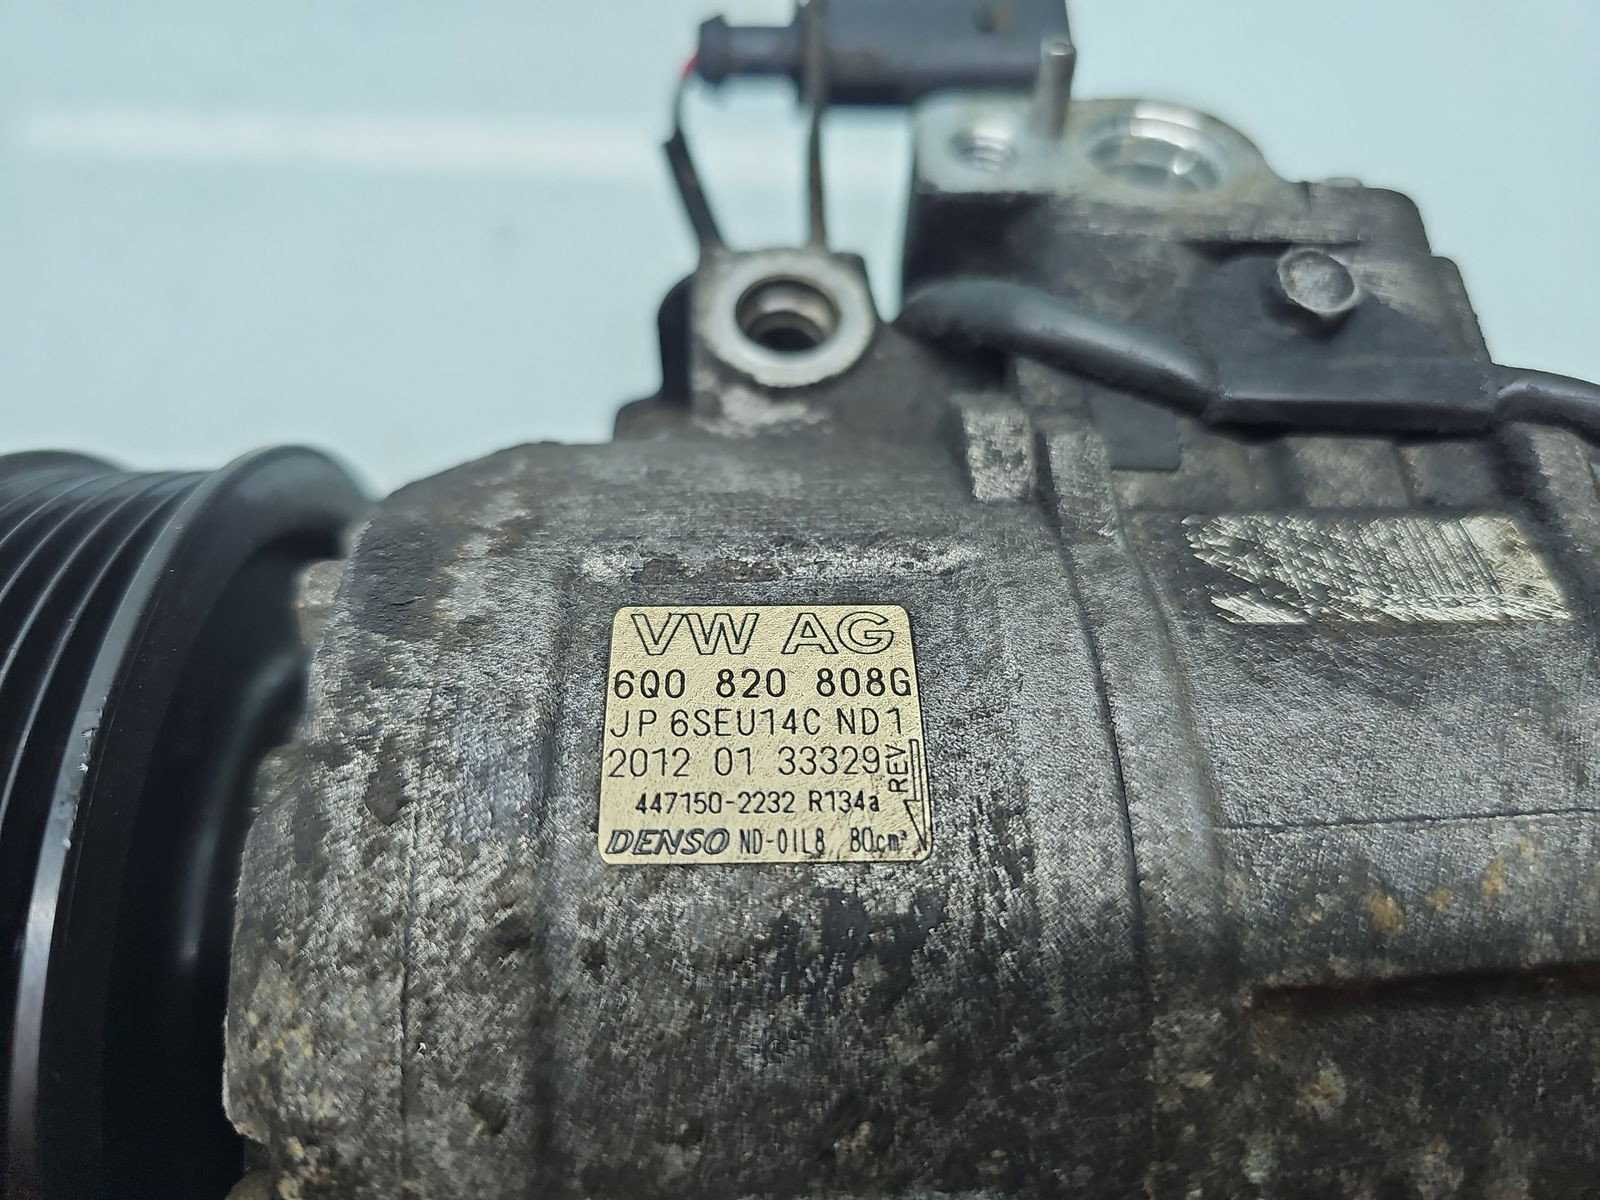 VW AG
6Q0 820 808G
JP 6SEU14C ND1
2012 01 33329
REV
447150-2232 R134a
DENSO ND-OIL8 80cm³